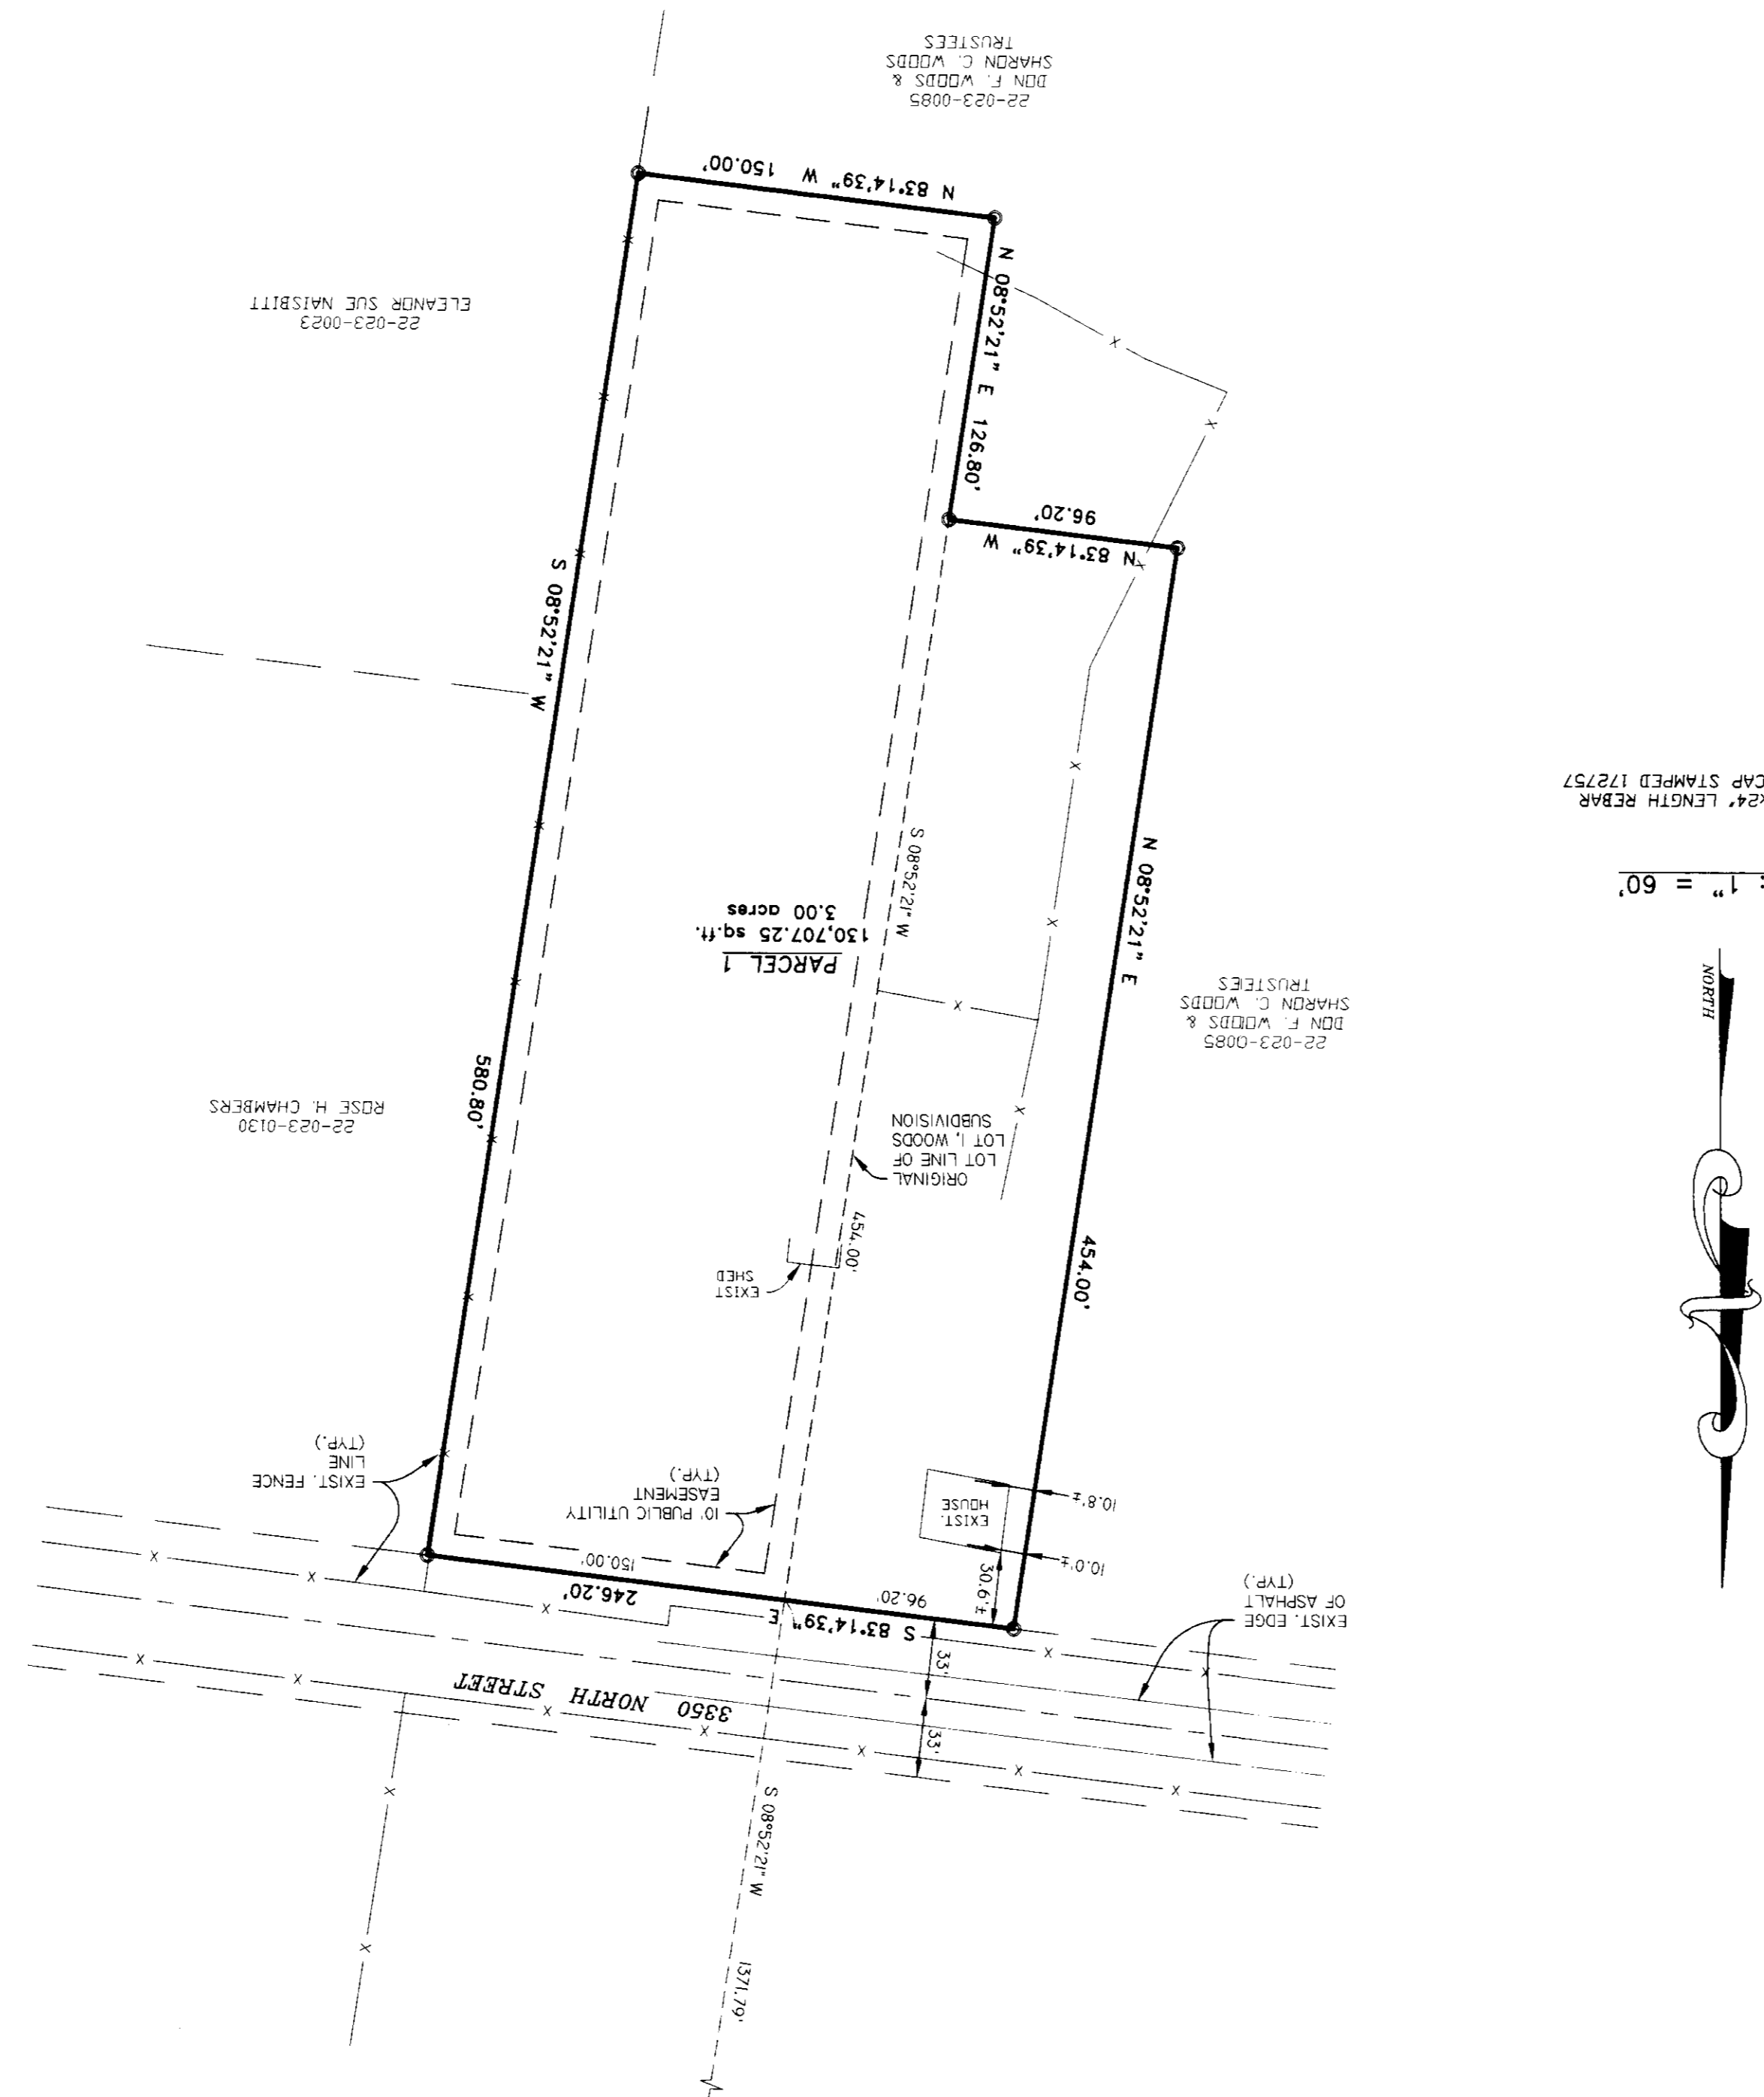 1371.79'
S 08°52'21" W
3350 NORTH STREET
33'
33'
EXIST. EDGE
OF ASPHALT
(TYP.)
S 83°14'39" E
246.20'
96.20'
150.00'
30.6'±
10.0'±
10.8'±
EXIST.
HOUSE
10' PUBLIC UTILITY
EASEMENT
(TYP.)
EXIST. FENCE
LINE
(TYP.)
EXIST
SHED
454.00'
454.00'
ORIGINAL
LOT LINE OF
LOT 1, WOODS
SUBDIVISION
22-023-0130
ROSE H. CHAMBERS
580.80'
22-023-0085
DON F. WOODS &
SHARON C. WOODS
TRUSTEES
NORTH
PARCEL 1
130,707.25 sq.ft.
3.00 acres
S 08°52'21" W
N 08°52'21" E
: 1" = 60'
x24" LENGTH REBAR
CAP STAMPED 172757
S 08°52'21" W
N 83°14'39" W
96.20'
N 08°52'21" E 126.80'
22-023-0023
ELEANOR SUE NAISBITT
N 83°14'39" W 150.00'
22-023-0085
DON F. WOODS &
SHARON C. WOODS
TRUSTEES